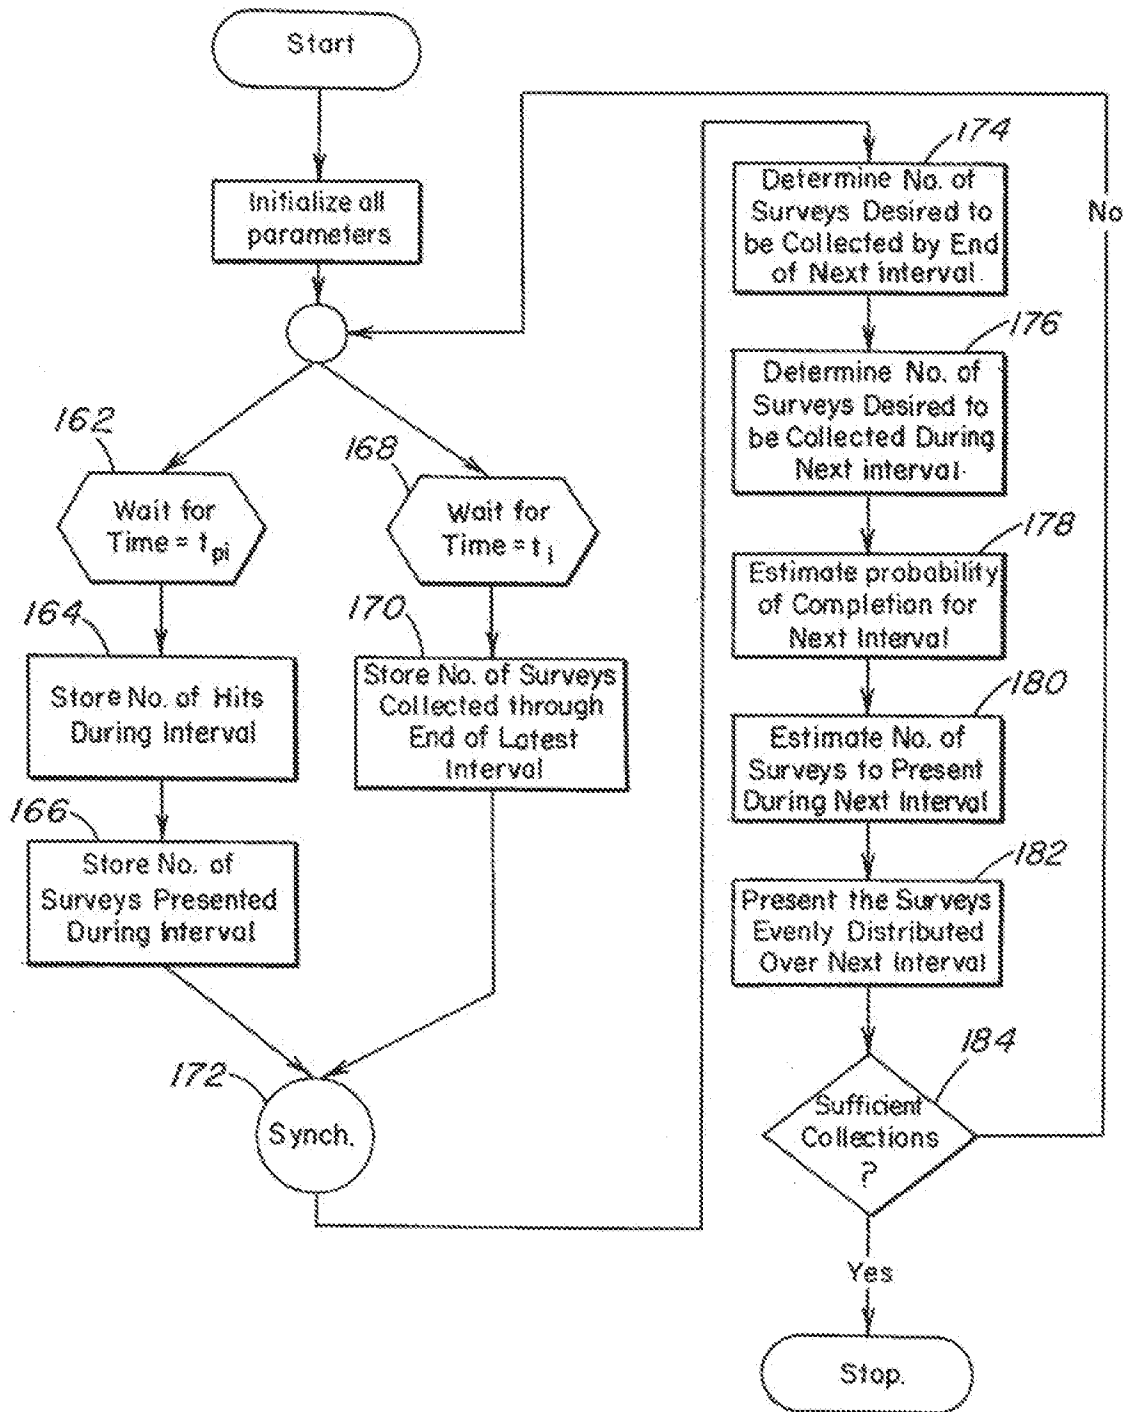 Start
Initialize all
parameters
162
Wait for
Time = t pi
164
Store No. of Hits
During Interval
166
Store No. of
Surveys Presented
During Interval
168
Wait for
Time = t i
170
Store No. of Surveys
Collected through
End of Latest
Interval
172
Synch.
174
Determine No. of
Surveys Desired to
be Collected by End
of Next interval.
176
Determine No. of
Surveys Desired to
be Collected During
Next interval.
178
Estimate probability
of Completion for
Next Interval
180
Estimate No. of
Surveys to Present
During Next Interval
182
Present the Surveys
Evenly Distributed
Over Next Interval
184
Sufficient
Collections
?
No
Yes
Stop.